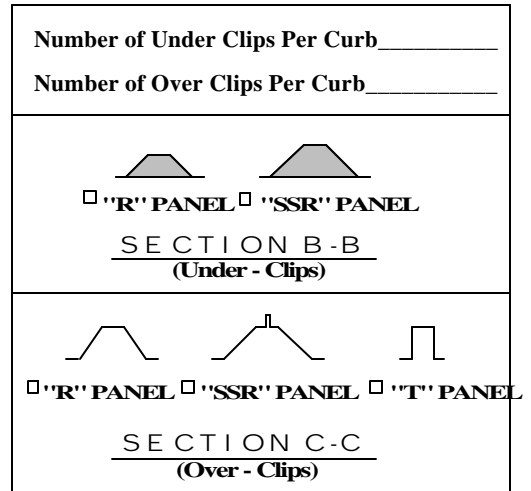 Number of Under Clips Per Curb__________
Number of Over Clips Per Curb___________
☐ "R" PANEL ☐ "SSR" PANEL
SECTION B-B
(Under - Clips)
☐ "R" PANEL ☐ "SSR" PANEL ☐ "T" PANEL
SECTION C-C
(Over - Clips)